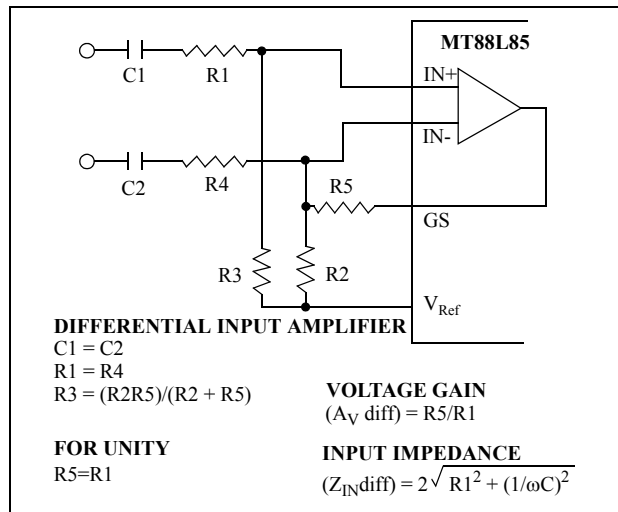 MT88L85
C1
R1
IN+
IN-
C2
R4
R5
GS
R3
R2
VRef
DIFFERENTIAL INPUT AMPLIFIER
C1 = C2
R1 = R4
R3 = (R2R5)/(R2 + R5)
VOLTAGE GAIN
(AV diff) = R5/R1
FOR UNITY
R5=R1
INPUT IMPEDANCE
(ZINdiff) = 2√R1² + (1/ωC)²